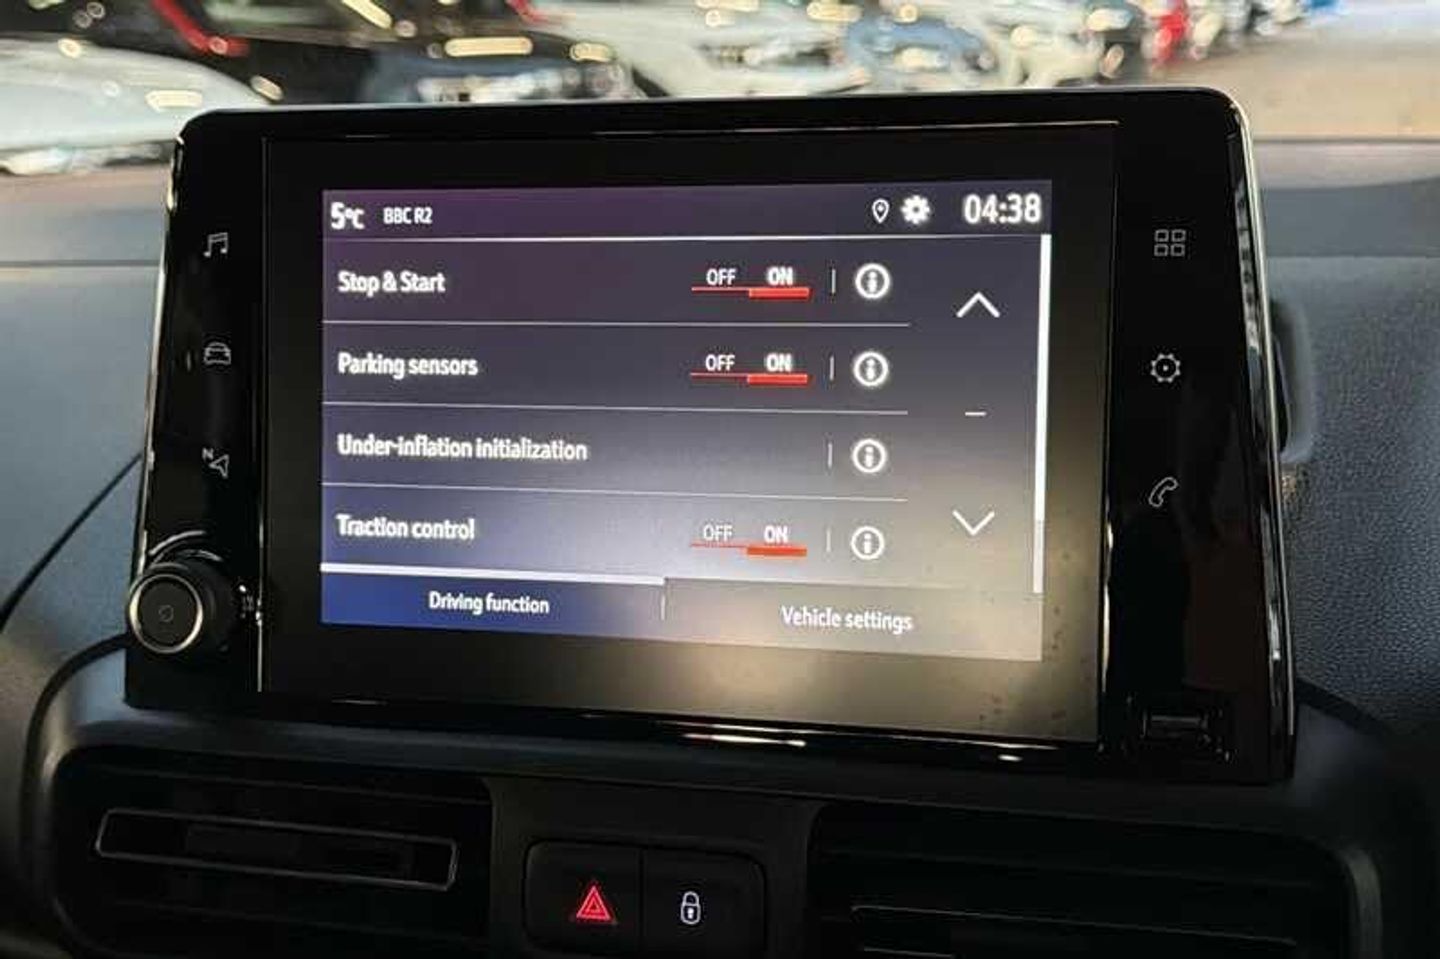 5°C BBC R2 04:38
Stop & Start OFF ON
Parking sensors OFF ON
Under-inflation initialization
Traction control OFF ON
Driving function Vehicle settings
N